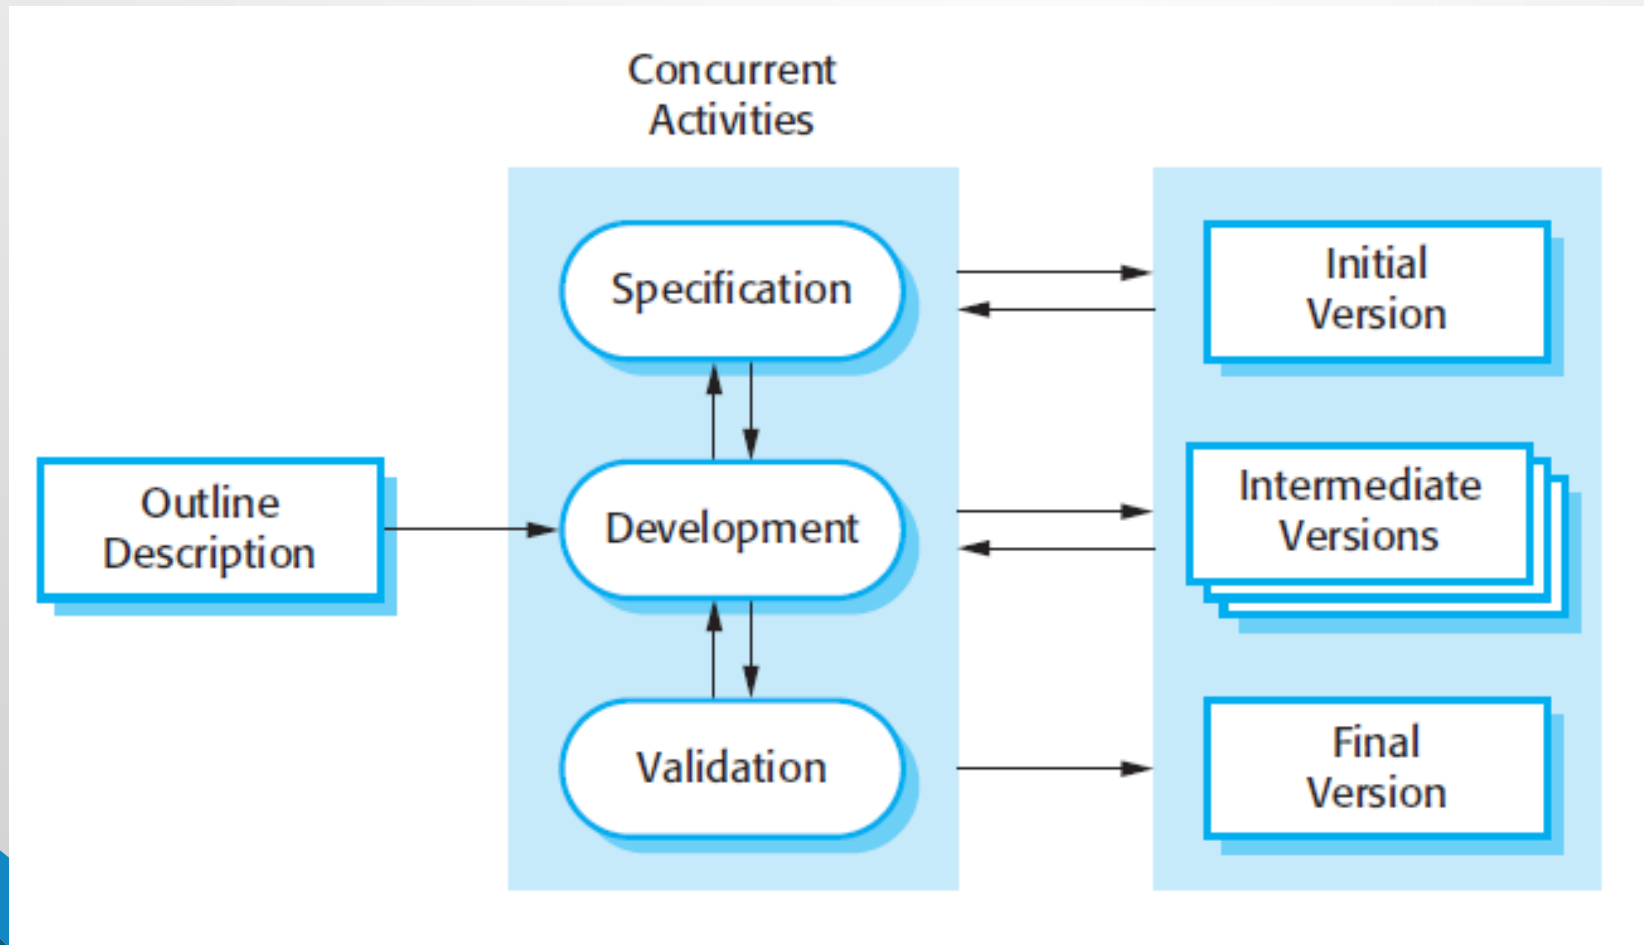 Concurrent
Activities
Specification
Initial
Version
Outline
Description
Development
Intermediate
Versions
Validation
Final
Version